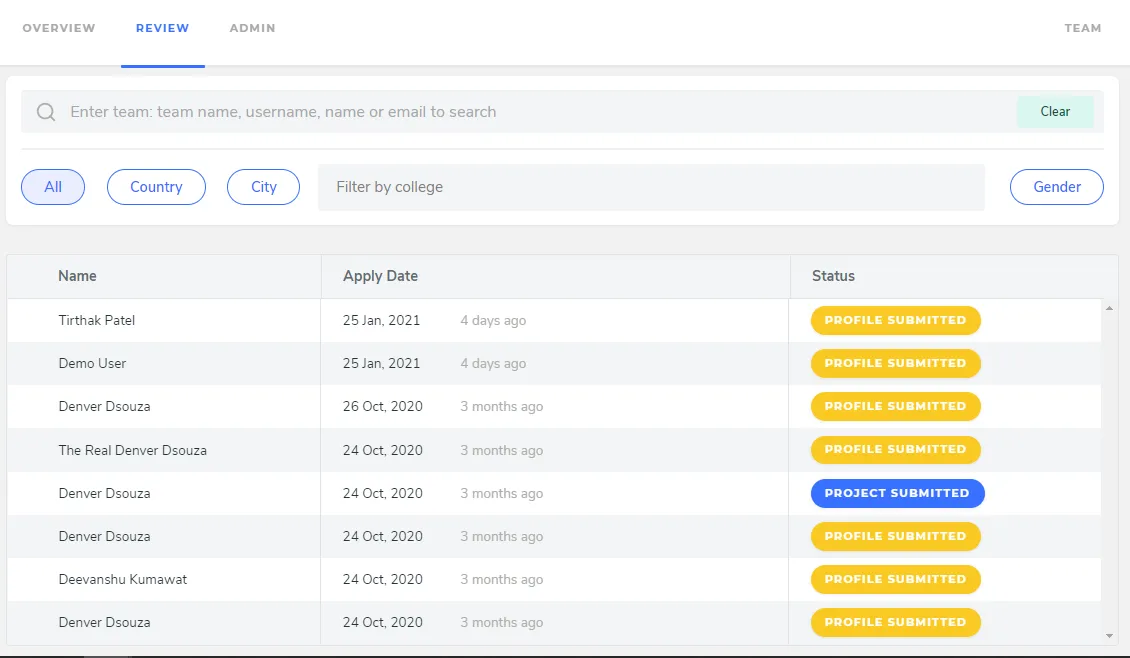 OVERVIEW REVIEW ADMIN TEAM
Enter team: team name, username, name or email to search Clear
All Country City Filter by college Gender
Name Apply Date Status
Tirthak Patel 25 Jan, 2021 4 days ago PROFILE SUBMITTED
Demo User 25 Jan, 2021 4 days ago PROFILE SUBMITTED
Denver Dsouza 26 Oct, 2020 3 months ago PROFILE SUBMITTED
The Real Denver Dsouza 24 Oct, 2020 3 months ago PROFILE SUBMITTED
Denver Dsouza 24 Oct, 2020 3 months ago PROJECT SUBMITTED
Denver Dsouza 24 Oct, 2020 3 months ago PROFILE SUBMITTED
Deevanshu Kumawat 24 Oct, 2020 3 months ago PROFILE SUBMITTED
Denver Dsouza 24 Oct, 2020 3 months ago PROFILE SUBMITTED